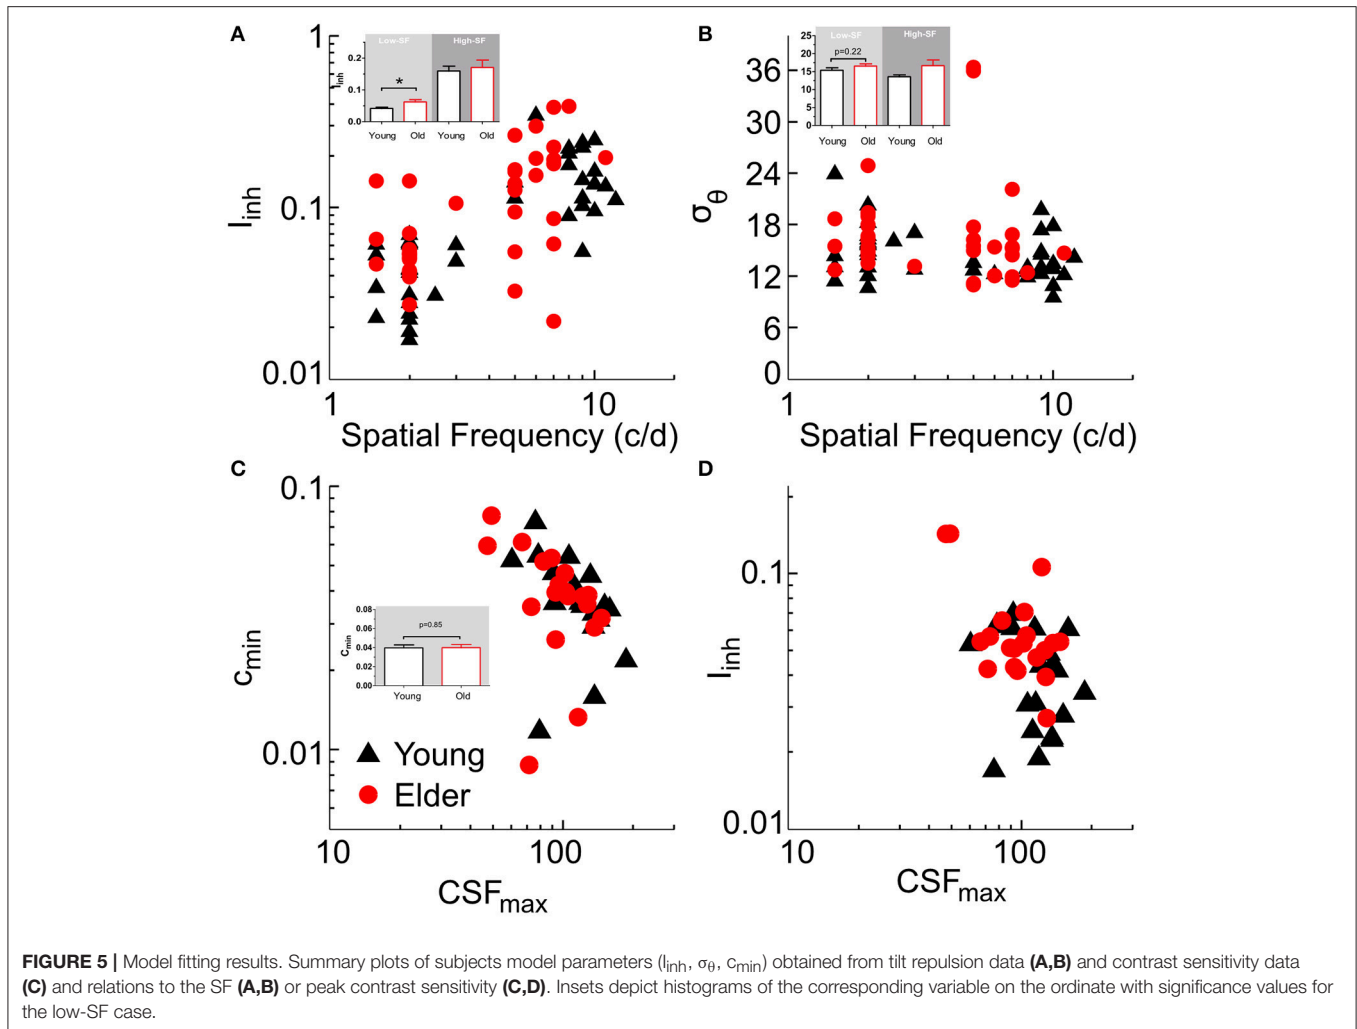 A
1
0.1
0.01
I_inh
1
10
Spatial Frequency (c/d)
Low-SF
High-SF
0.2
0.1
0.0
I_inh
*
Young
Old
Young
Old
B
36
30
24
18
12
6
0
σ_θ
1
10
Spatial Frequency (c/d)
Low-SF
High-SF
25
20
15
10
5
0
p=0.22
Young
Old
Young
Old
C
0.1
0.01
c_min
10
100
CSF_max
0.08
0.06
0.04
0.02
0.00
c_min
p=0.85
Young
Old
Young
Elder
D
0.1
0.01
I_inh
10
100
CSF_max
FIGURE 5 | Model fitting results. Summary plots of subjects model parameters (I_inh, σ_θ, c_min) obtained from tilt repulsion data (A,B) and contrast sensitivity data
(C) and relations to the SF (A,B) or peak contrast sensitivity (C,D). Insets depict histograms of the corresponding variable on the ordinate with significance values for
the low-SF case.